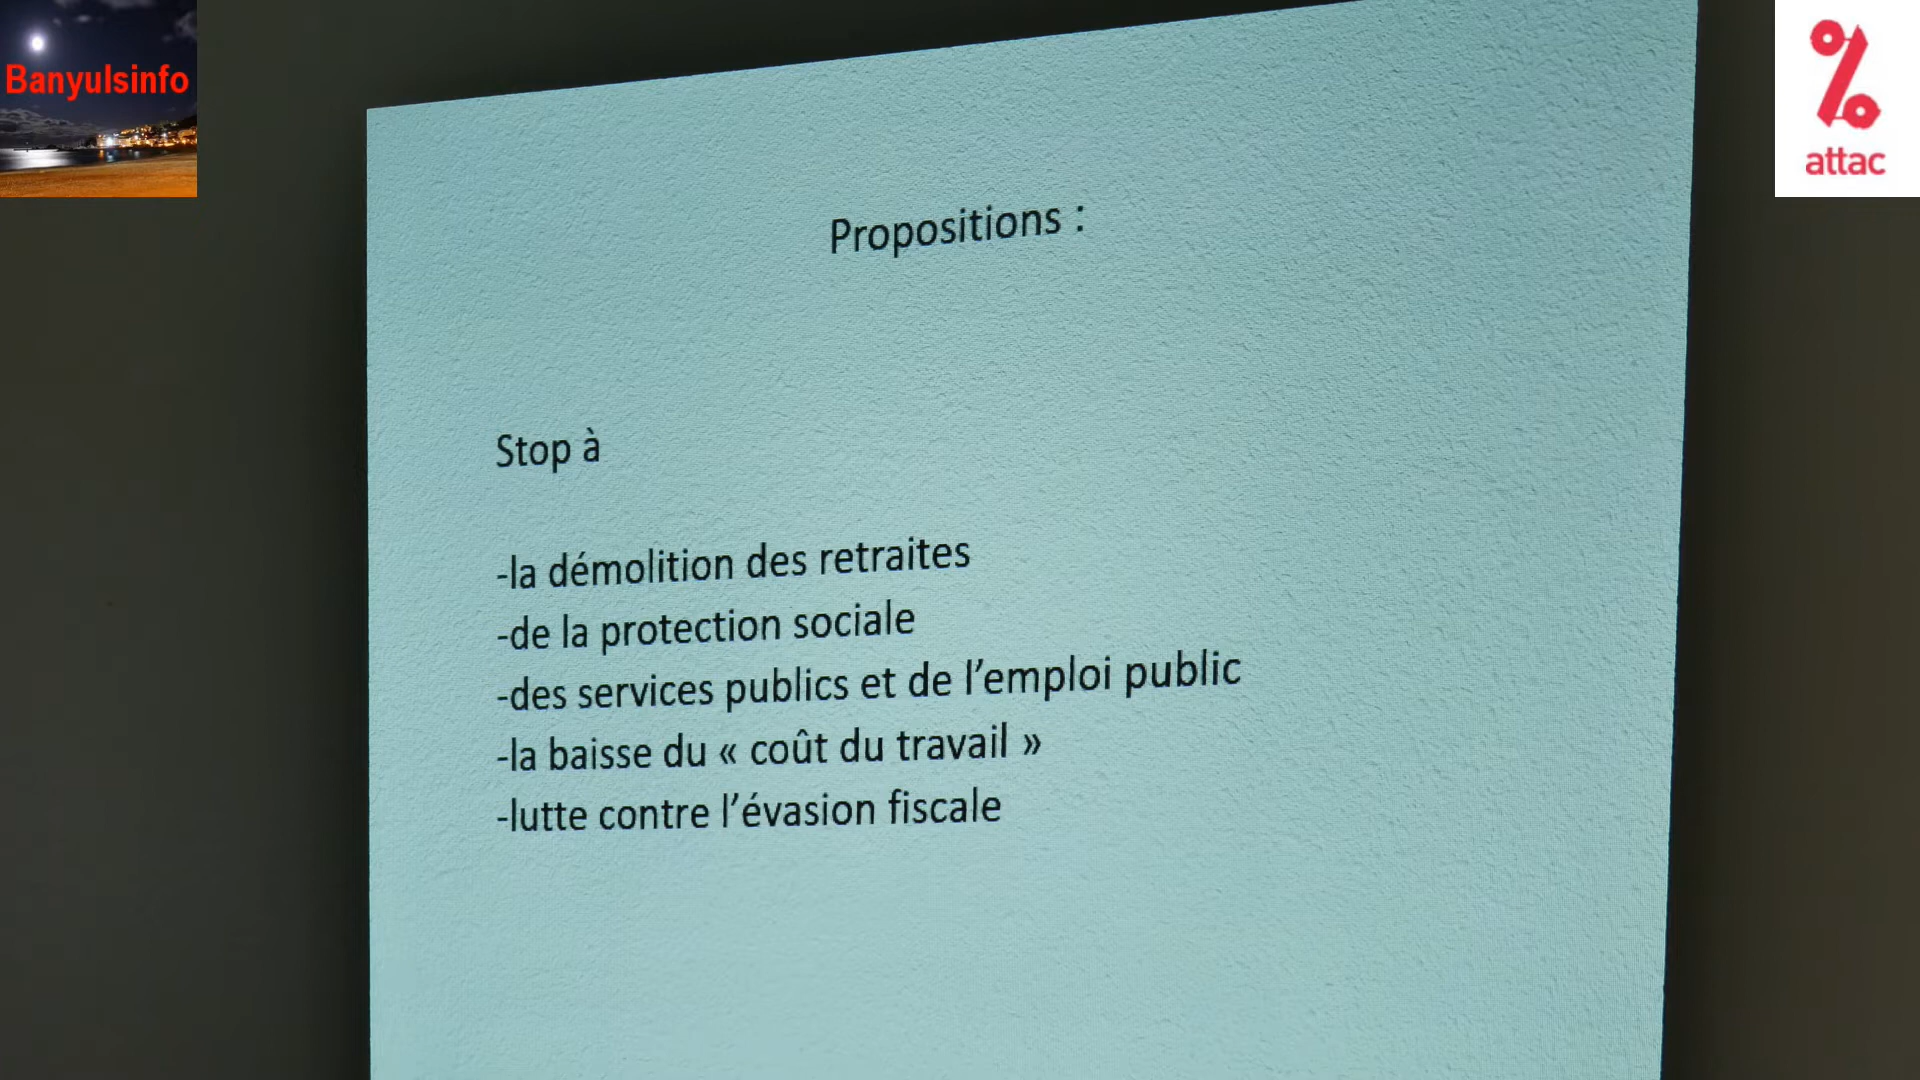 Banyulsinfo
attac
Propositions :
Stop à
-la démolition des retraites
-de la protection sociale
-des services publics et de l’emploi public
-la baisse du « coût du travail »
-lutte contre l’évasion fiscale